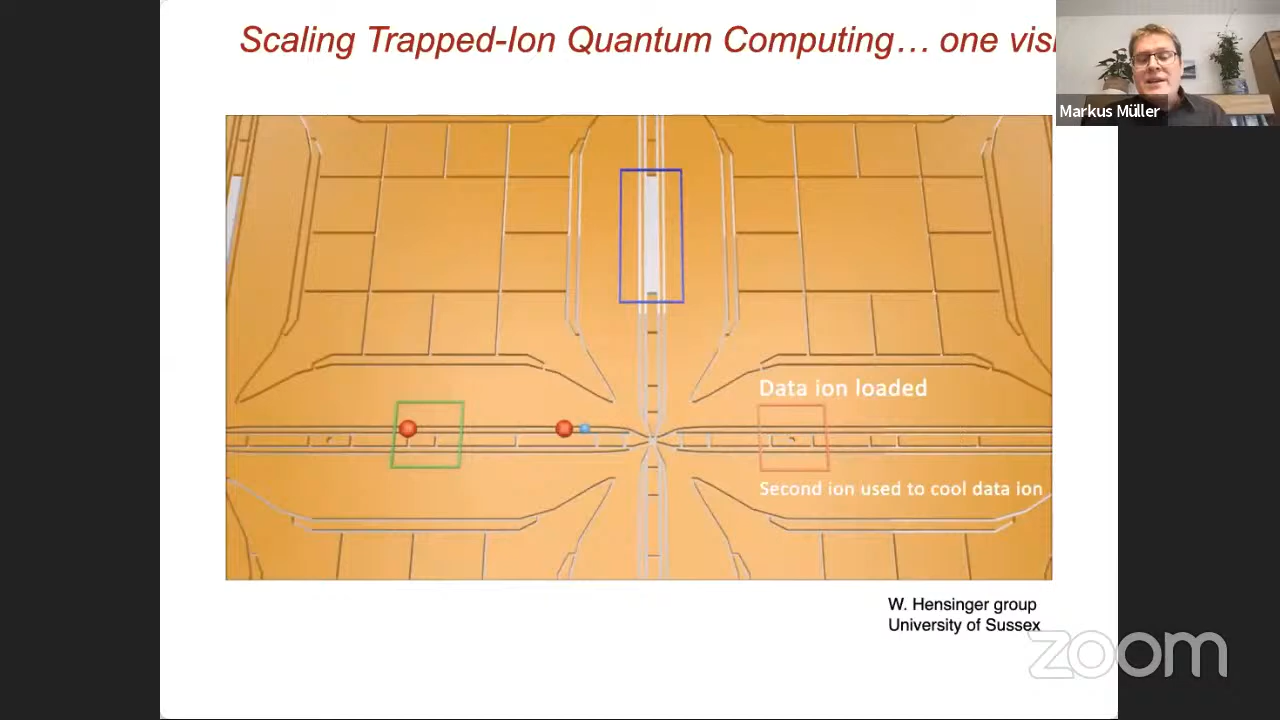 Scaling Trapped-Ion Quantum Computing… one vis
Markus Müller
Data ion loaded
Second ion used to cool data ion
W. Hensinger group
University of Sussex
zoom